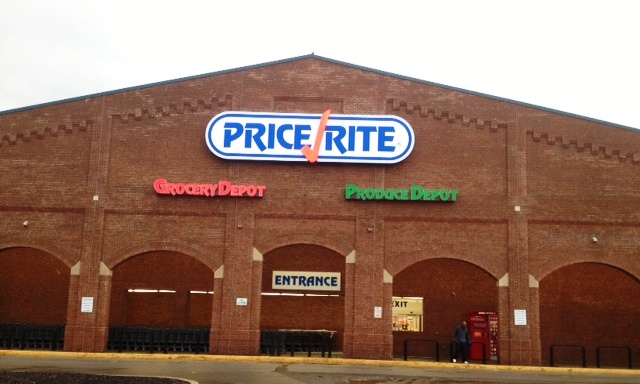 PRICE RITE
GROCERY DEPOT
PRODUCE DEPOT
ENTRANCE
EXIT